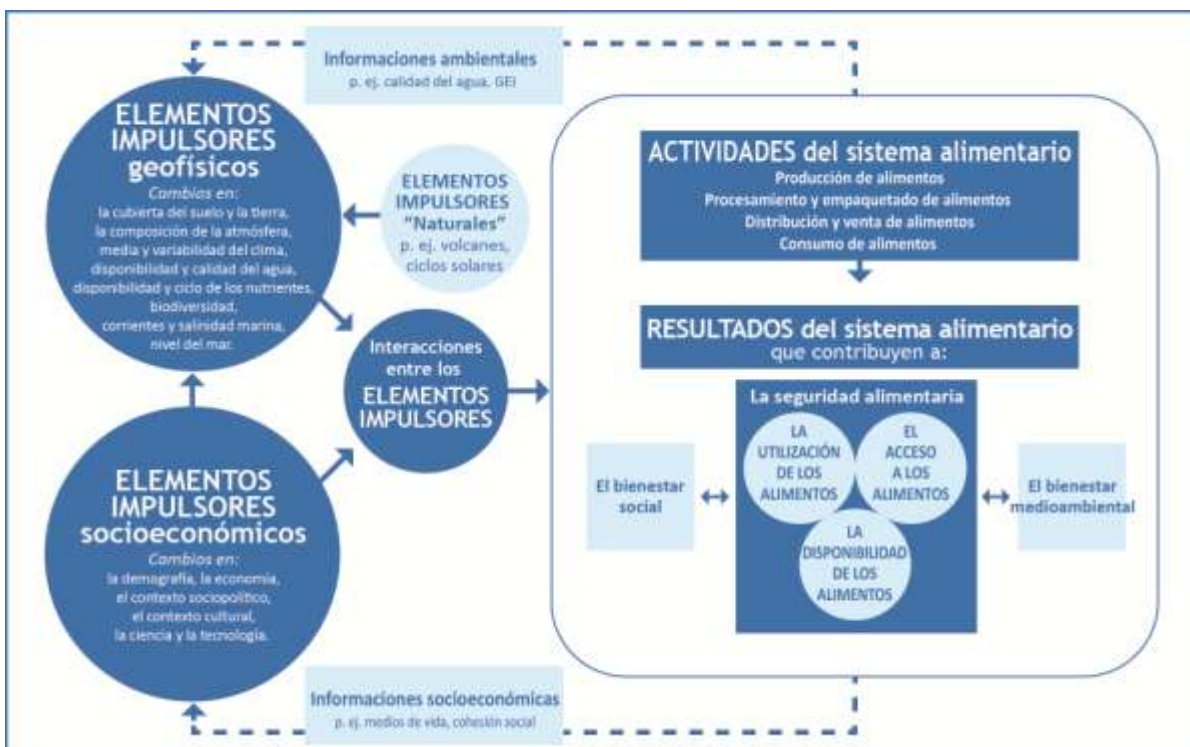 Informaciones ambientales
p. ej. calidad del agua, GEI
ELEMENTOS
IMPULSORES
geofísicos
Cambios en:
la cubierta del suelo y la tierra,
la composición de la atmósfera,
media y variabilidad del clima,
disponibilidad y calidad del agua,
disponibilidad y ciclo de los nutrientes,
biodiversidad,
corrientes y salinidad marina,
nivel del mar.
ELEMENTOS
IMPULSORES
“Naturales”
p. ej. volcanes,
ciclos solares
Interacciones
entre los
ELEMENTOS
IMPULSORES
ELEMENTOS
IMPULSORES
socioeconómicos
Cambios en:
la demografía, la economía,
el contexto sociopolítico,
el contexto cultural,
la ciencia y la tecnología.
Informaciones socioeconómicas
p. ej. medios de vida, cohesión social
ACTIVIDADES del sistema alimentario
Producción de alimentos
Procesamiento y empaquetado de alimentos
Distribución y venta de alimentos
Consumo de alimentos
RESULTADOS del sistema alimentario
que contribuyen a:
La seguridad alimentaria
LA
UTILIZACIÓN
DE LOS
ALIMENTOS
EL
ACCESO
A LOS
ALIMENTOS
LA
DISPONIBILIDAD
DE LOS
ALIMENTOS
El bienestar
social
El bienestar
medioambiental